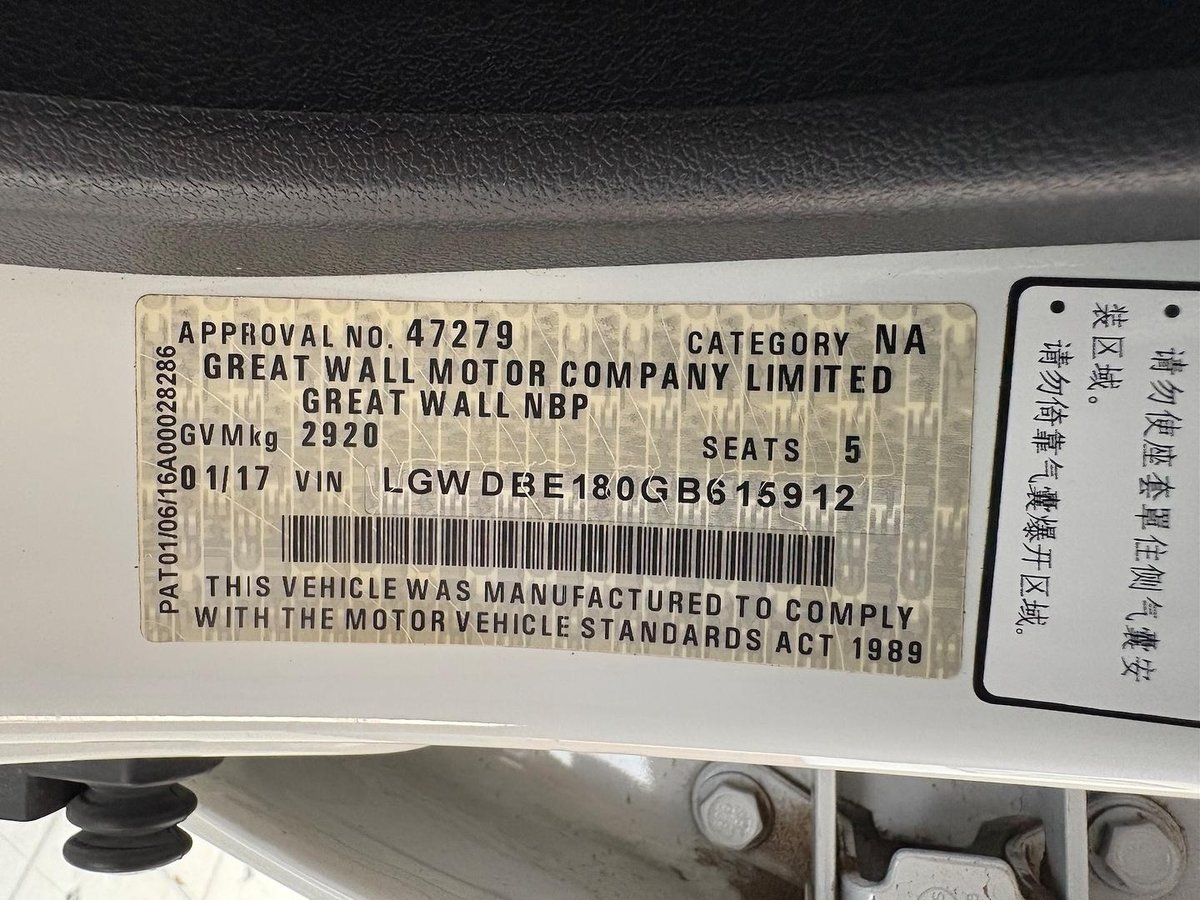 APPROVAL NO. 47279 CATEGORY NA
GREAT WALL MOTOR COMPANY LIMITED
GREAT WALL NBP
GVMkg 2920 SEATS 5
01/17 VIN LGWDBE180GB615912
THIS VEHICLE WAS MANUFACTURED TO COMPLY
WITH THE MOTOR VEHICLE STANDARDS ACT 1989
PAT01/06/16A00028286
• 请勿使座套罩住侧气囊安
装区域。
• 请勿倚靠气囊爆开区域。